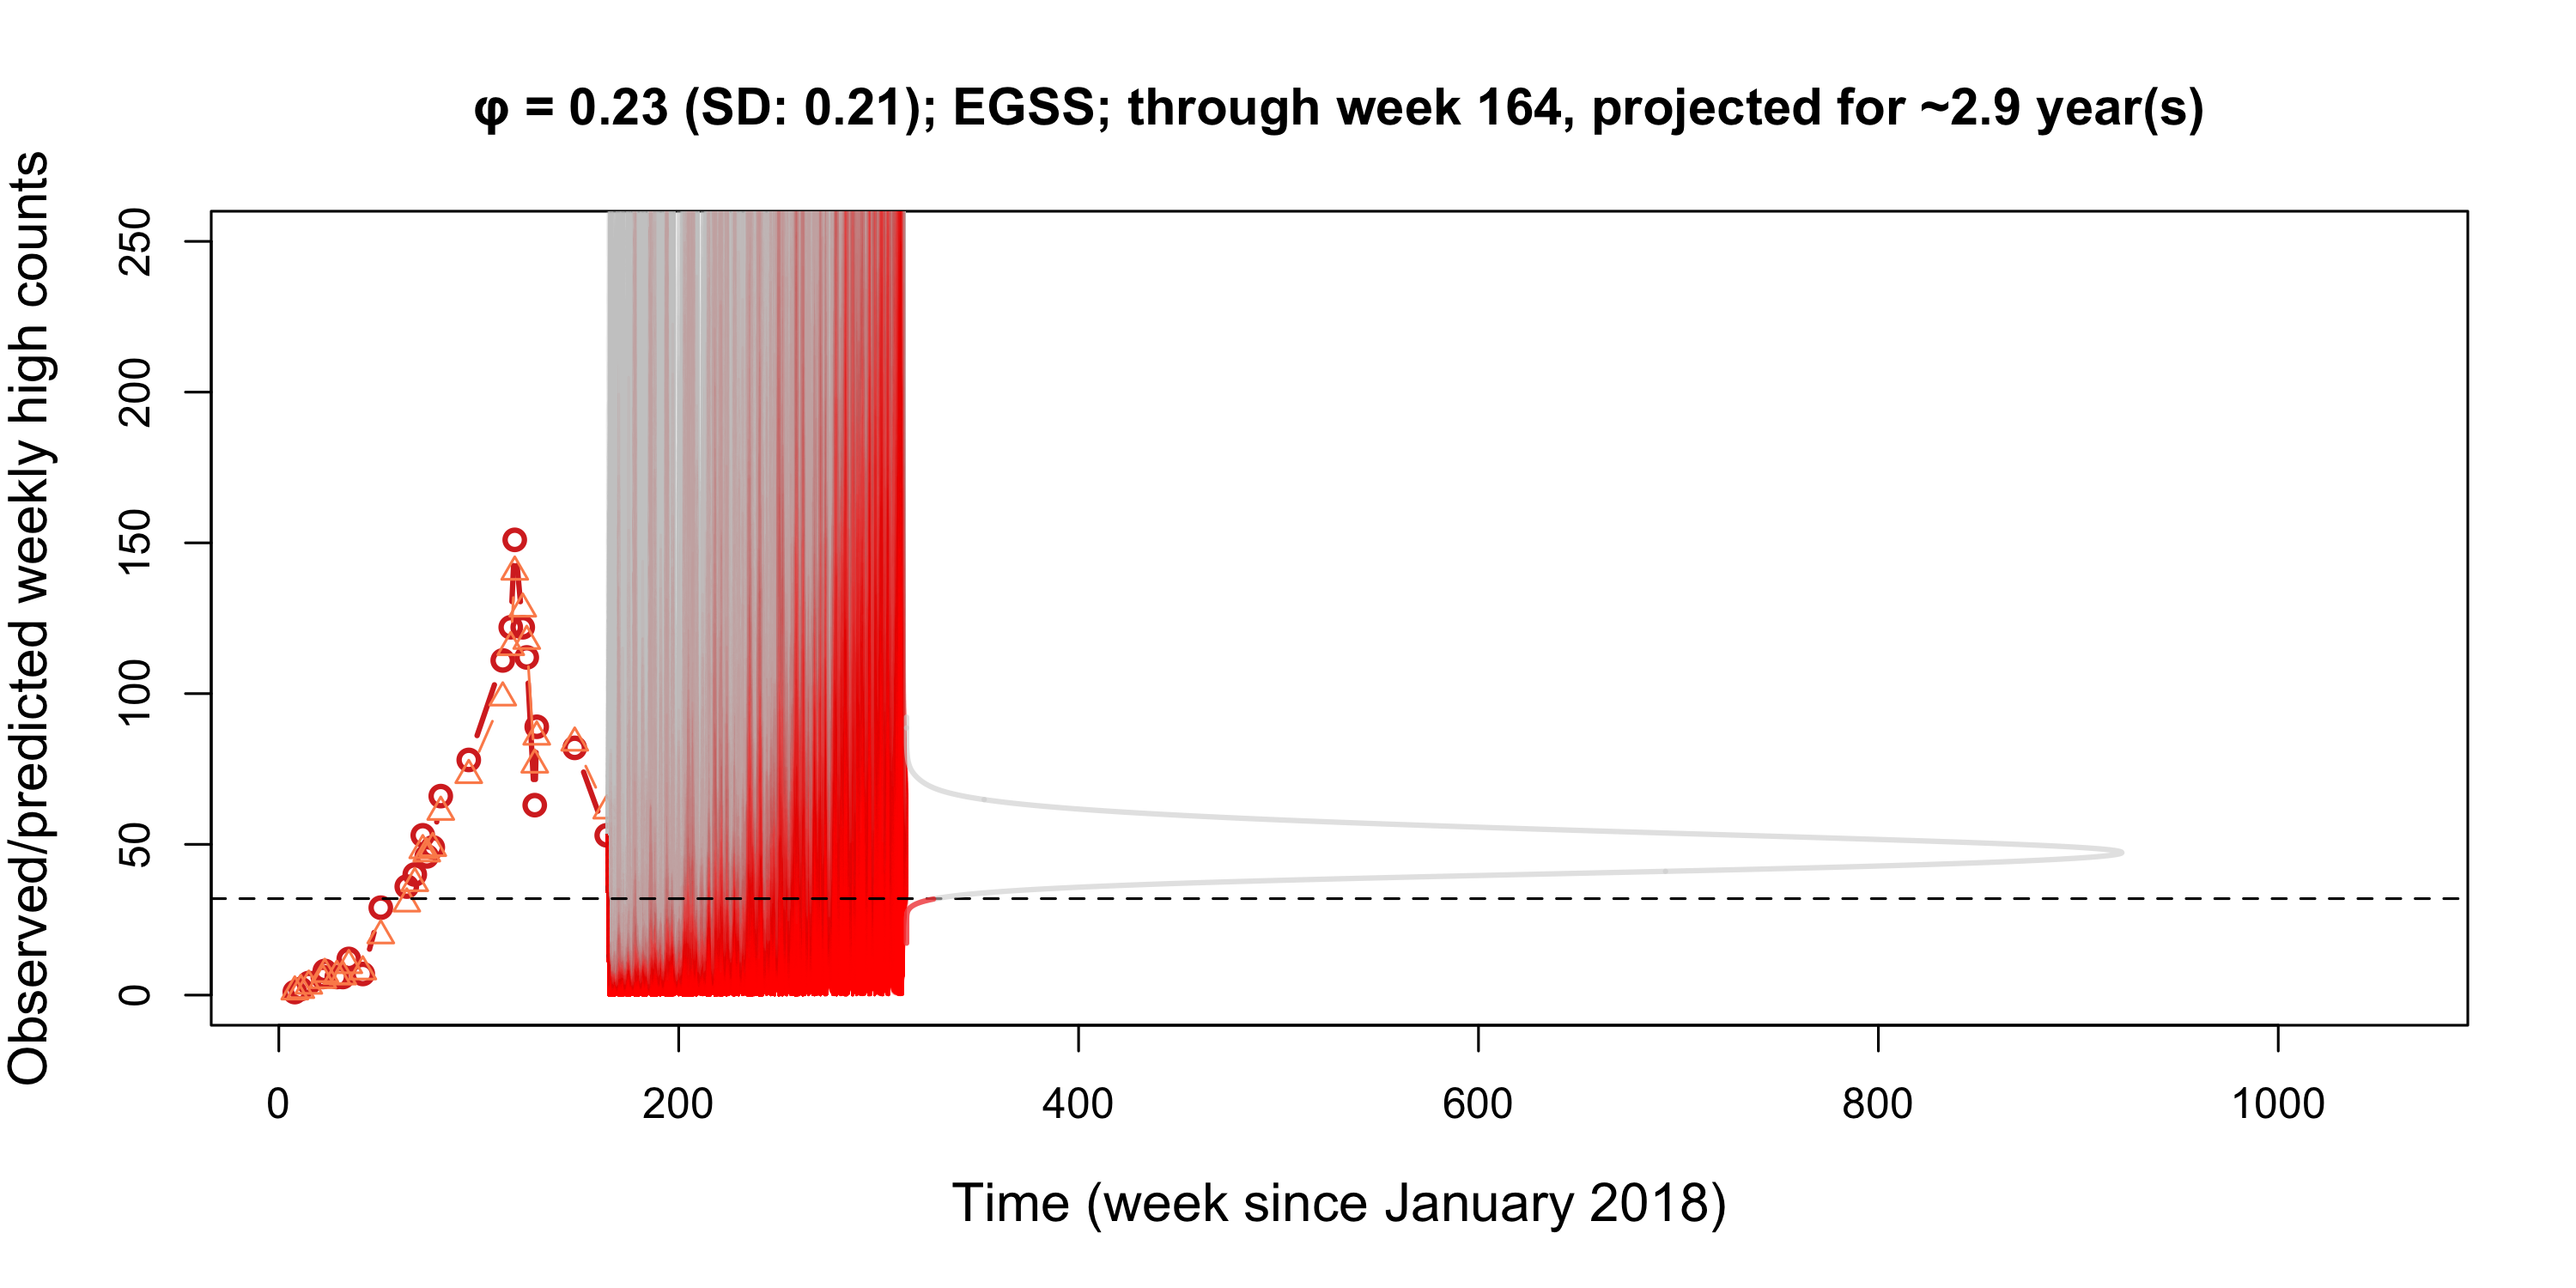 φ = 0.23 (SD: 0.21); EGSS; through week 164, projected for ~2.9 year(s)
Observed/predicted weekly high counts
250
200
150
100
50
0
0 200 400 600 800 1000
Time (week since January 2018)